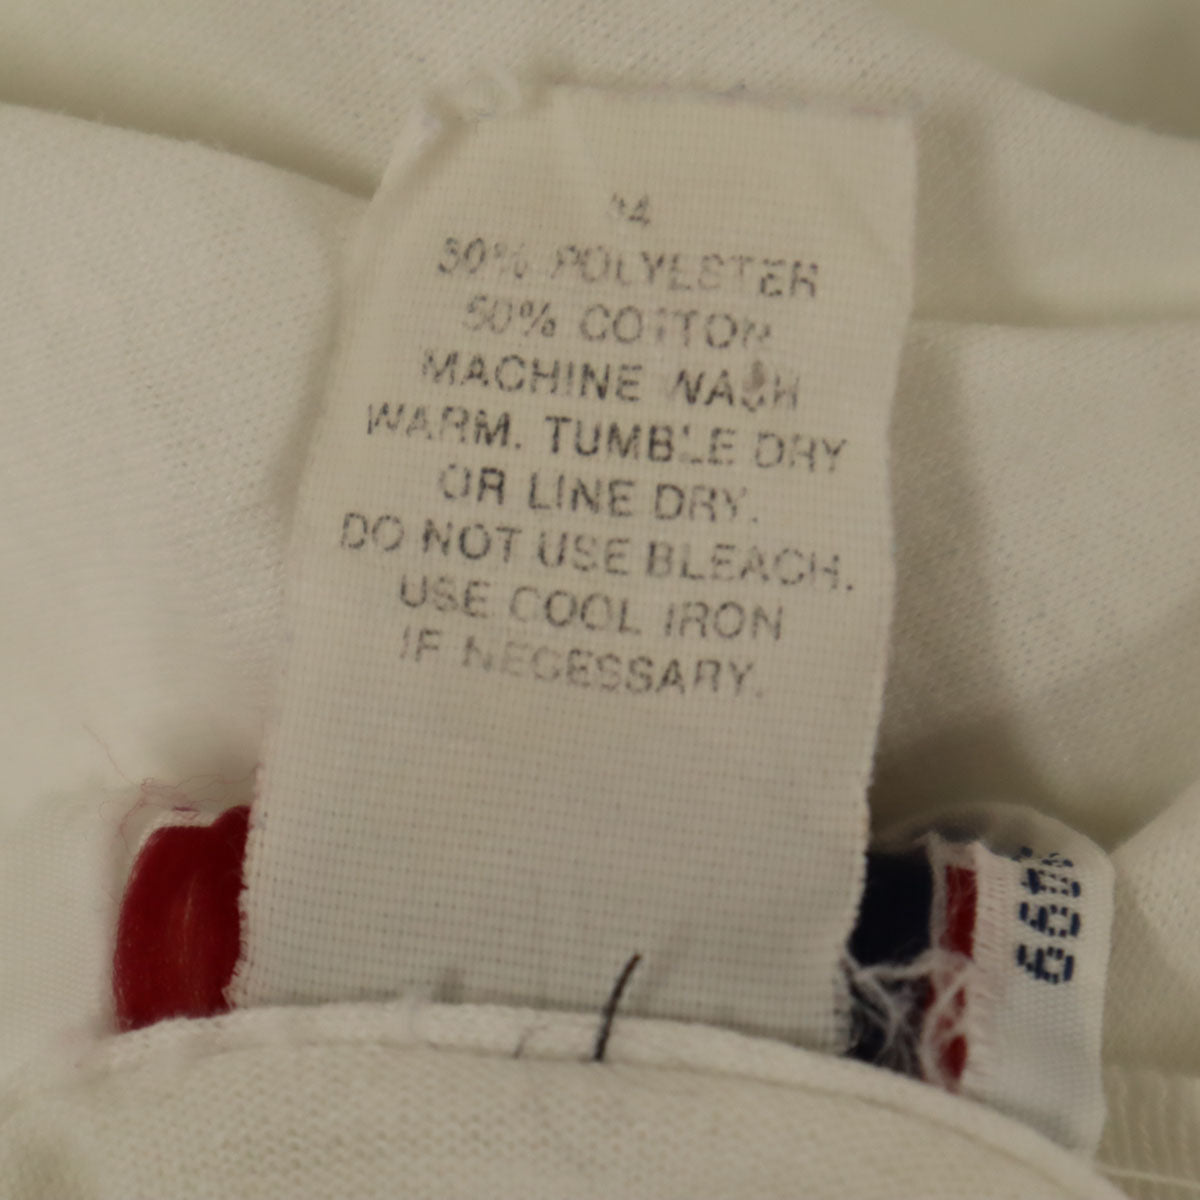 50% POLYESTER
50% COTTON
MACHINE WASH
WARM. TUMBLE DRY
OR LINE DRY.
DO NOT USE BLEACH.
USE COOL IRON
IF NECESSARY.